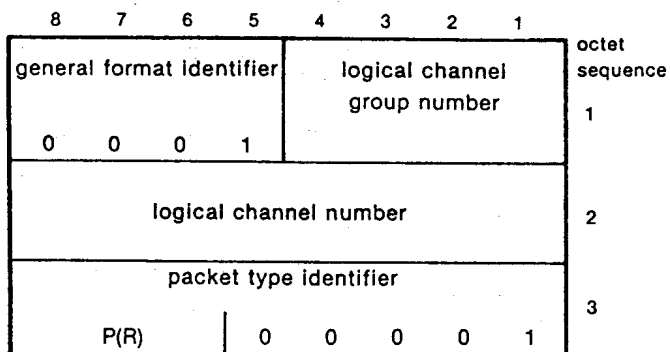 8 7 6 5 4 3 2 1
octet
sequence
general format identifier
logical channel
group number
0 0 0 1
1
logical channel number
2
packet type identifier
3
P(R) 0 0 0 0 1